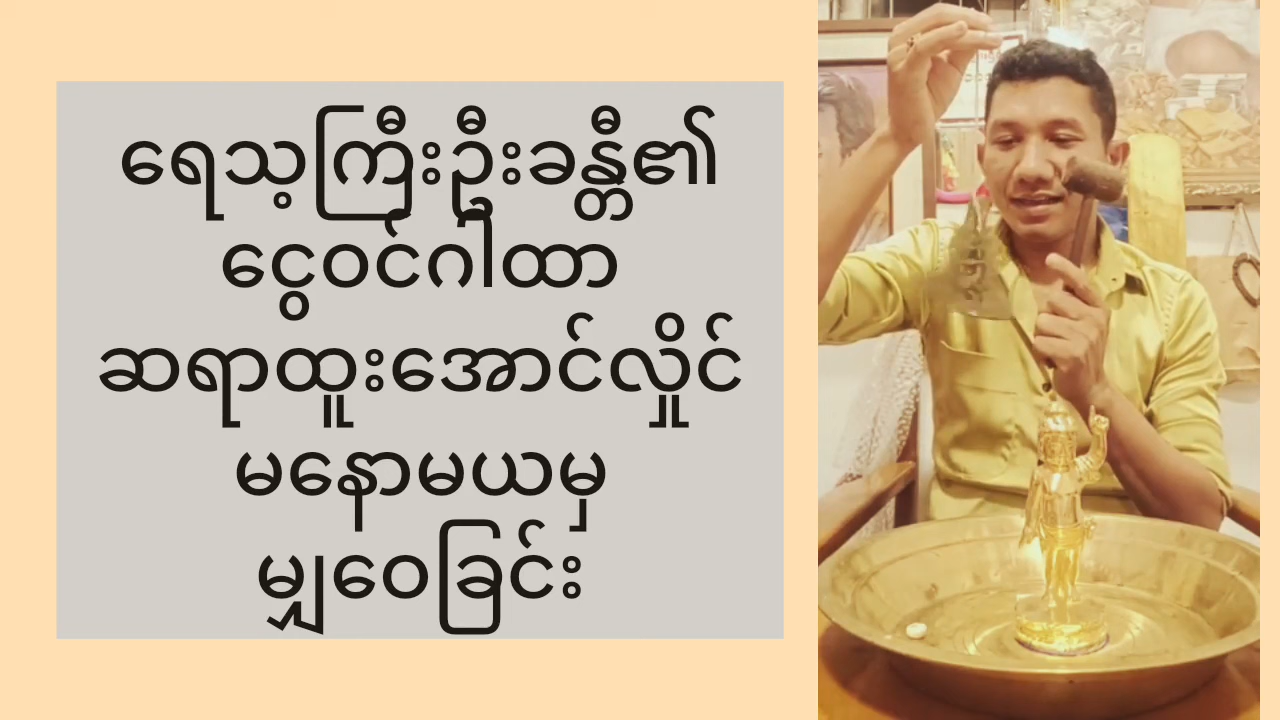 ရေသ့ကြီးဦးခန္တီ၏
ငွေဝင်ဂါထာ
ဆရာထူးအောင်လှိုင်
မနောမယမှ
မျှဝေခြင်း